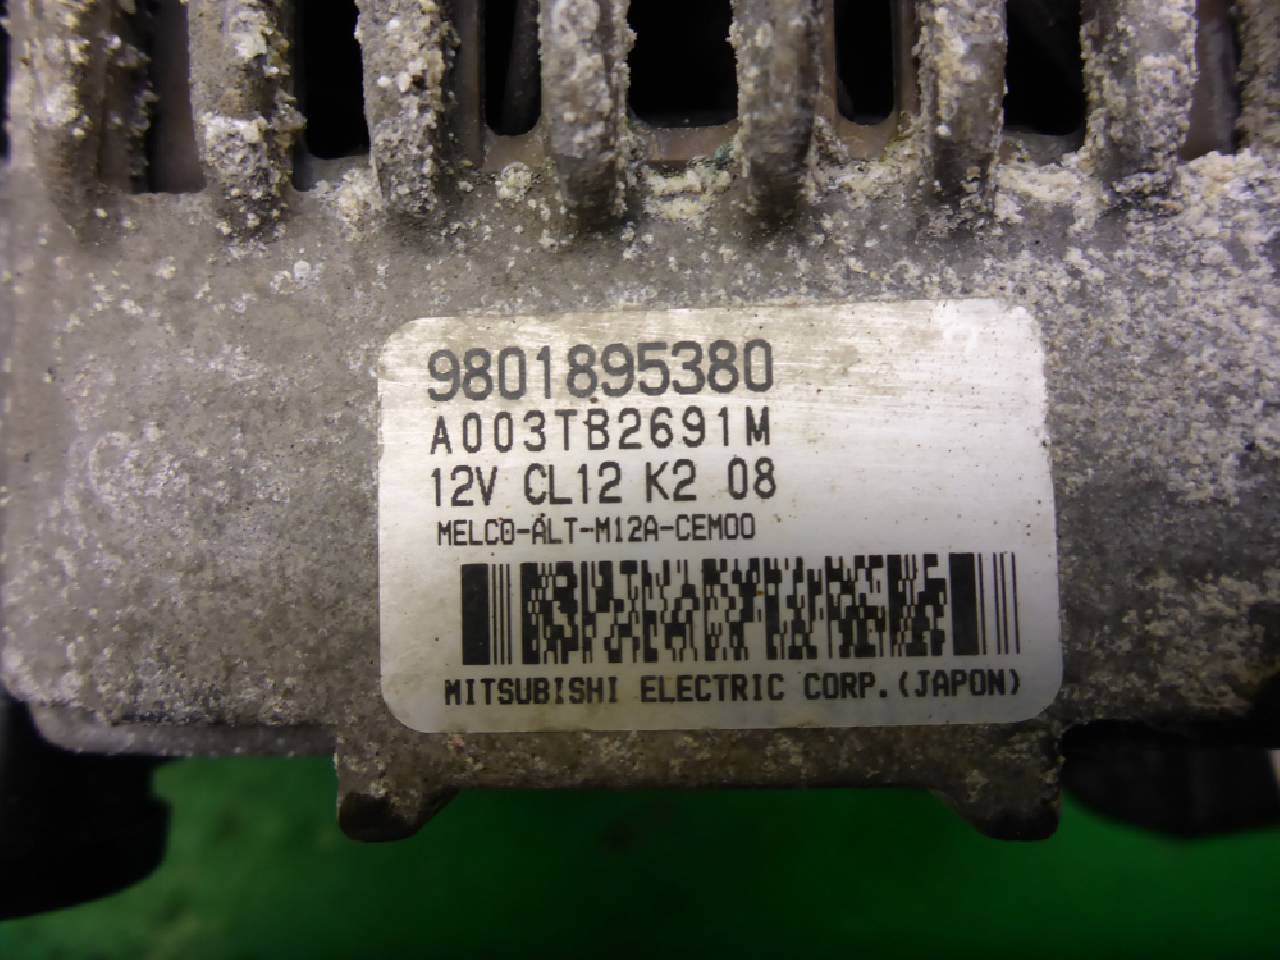 9801895380
A003TB2691M
12V CL12 K2 08
MELCO-ALT-M12A-CEM00
MITSUBISHI ELECTRIC CORP.(JAPON)